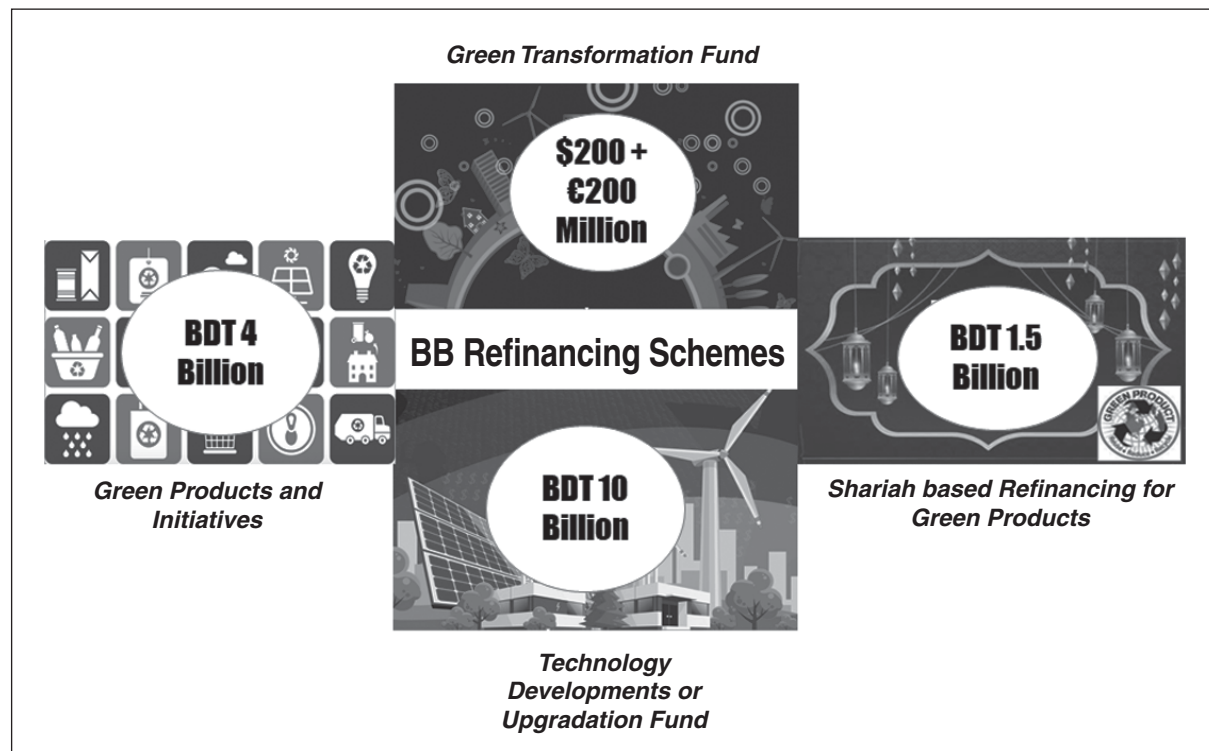 Green Transformation Fund
$200 +
€200
Million
BDT 4
Billion
BB Refinancing Schemes
BDT 1.5
Billion
GREEN PRODUCT
BDT 10
Billion
Green Products and
Initiatives
Shariah based Refinancing for
Green Products
Technology
Developments or
Upgradation Fund